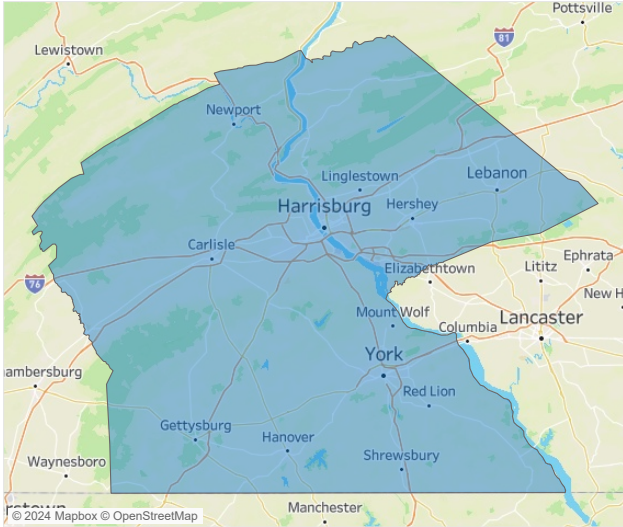 Pottsville
81
Lewistown
Newport
Linglestown
Lebanon
Harrisburg
Hershey
Carlisle
Ephrata
Elizabethtown
Lititz
76
New H
Mount Wolf
Lancaster
Columbia
York
ambersburg
Red Lion
Gettysburg
Hanover
Shrewsbury
Waynesboro
erstown
Manchester
© 2024 Mapbox © OpenStreetMap